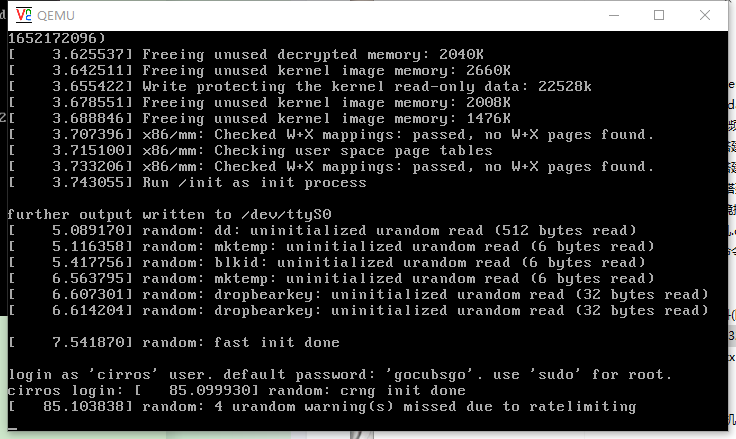 QEMU
1652172096)
[    3.625537] Freeing unused decrypted memory: 2040K
[    3.642511] Freeing unused kernel image memory: 2660K
[    3.655422] Write protecting the kernel read-only data: 22528k
[    3.678551] Freeing unused kernel image memory: 2008K
[    3.688846] Freeing unused kernel image memory: 1476K
[    3.707396] x86/mm: Checked W+X mappings: passed, no W+X pages found.
[    3.715100] x86/mm: Checking user space page tables
[    3.733206] x86/mm: Checked W+X mappings: passed, no W+X pages found.
[    3.743055] Run /init as init process
further output written to /dev/ttyS0
[    5.089170] random: dd: uninitialized urandom read (512 bytes read)
[    5.116358] random: mktemp: uninitialized urandom read (6 bytes read)
[    5.417756] random: blkid: uninitialized urandom read (6 bytes read)
[    6.563795] random: mktemp: uninitialized urandom read (6 bytes read)
[    6.607301] random: dropbearkey: uninitialized urandom read (32 bytes read)
[    6.614204] random: dropbearkey: uninitialized urandom read (32 bytes read)
[    7.541870] random: fast init done
login as 'cirros' user. default password: 'gocubsgo'. use 'sudo' for root.
cirros login: [   85.099930] random: crng init done
[   85.103838] random: 4 urandom warning(s) missed due to ratelimiting